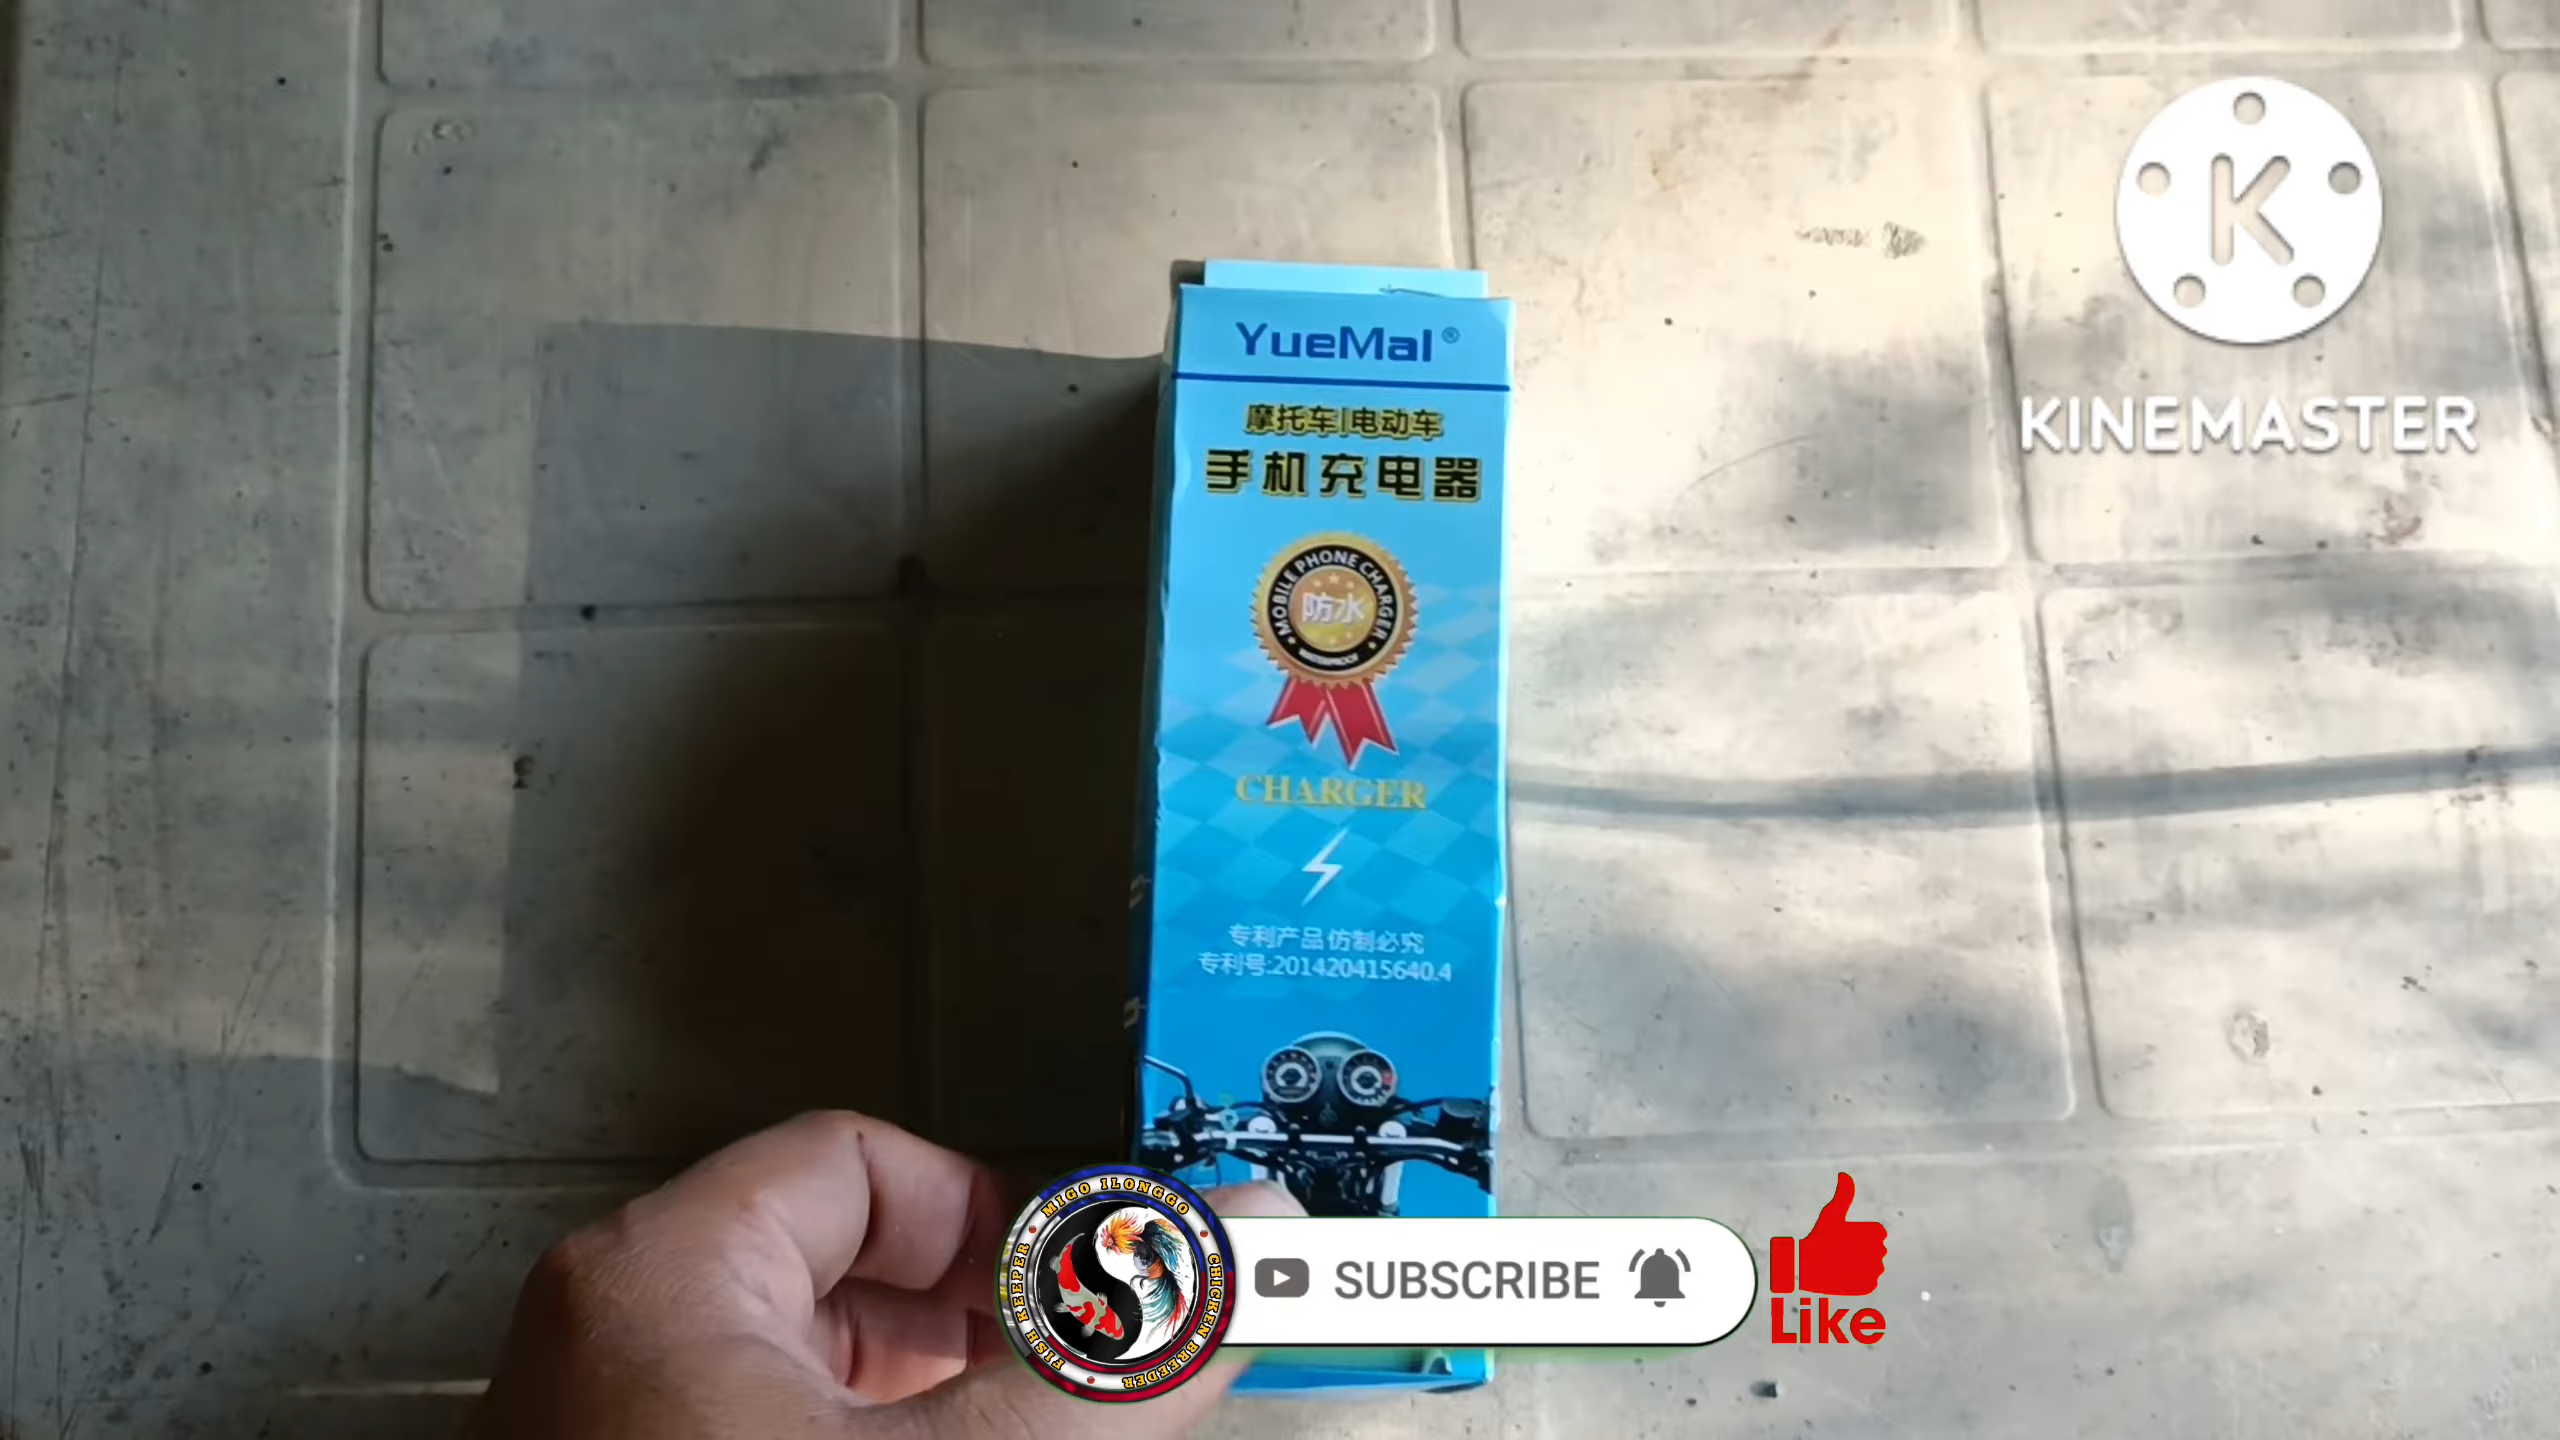 YueMal®
摩托车|电动车
手机充电器
MOBILE PHONE CHARGER
防水
WATERPROOF
CHARGER
专利产品 仿制必究
专利号:201420415640.4
KINEMASTER
MIGO ILONGGO
FISH KEEPER
CHICKEN BREEDER
SUBSCRIBE
Like